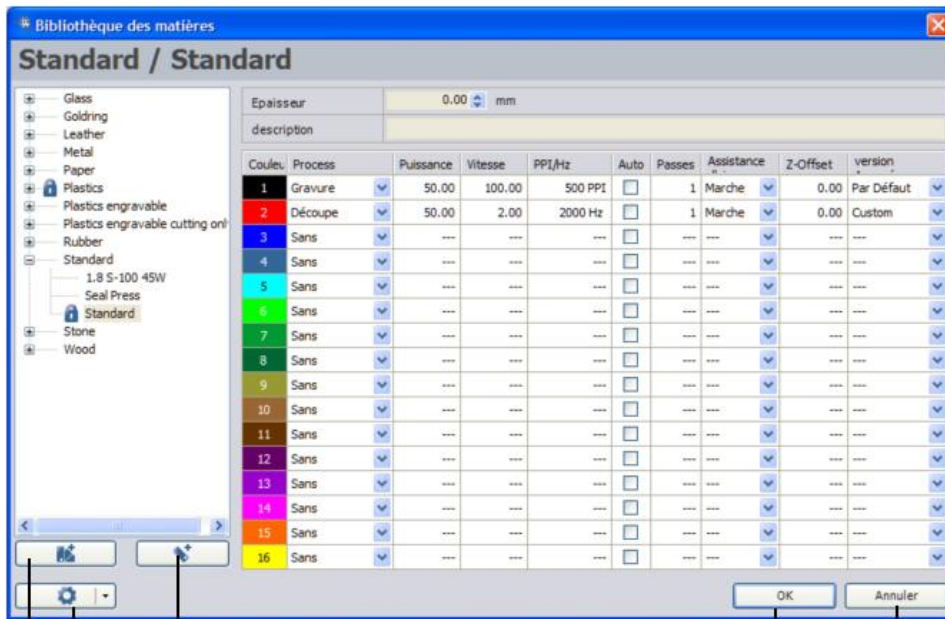 Bibliothèque des matières
Standard / Standard
Glass
Goldring
Leather
Metal
Paper
Plastics
Plastics engravable
Plastics engravable cutting onl
Rubber
Standard
1.8 S-100 45W
Seal Press
Standard
Stone
Wood
Epaisseur 0.00 mm
description
Couleu Process Puissance Vitesse PPI/Hz Auto Passes Assistance Z-Offset version
1 Gravure 50.00 100.00 500 PPI 1 Marche 0.00 Par Défaut
2 Découpe 50.00 2.00 2000 Hz 1 Marche 0.00 Custom
3 Sans --- --- --- --- --- --- ---
4 Sans --- --- --- --- --- --- ---
5 Sans --- --- --- --- --- --- ---
6 Sans --- --- --- --- --- --- ---
7 Sans --- --- --- --- --- --- ---
8 Sans --- --- --- --- --- --- ---
9 Sans --- --- --- --- --- --- ---
10 Sans --- --- --- --- --- --- ---
11 Sans --- --- --- --- --- --- ---
12 Sans --- --- --- --- --- --- ---
13 Sans --- --- --- --- --- --- ---
14 Sans --- --- --- --- --- --- ---
15 Sans --- --- --- --- --- --- ---
16 Sans --- --- --- --- --- --- ---
OK Annuler